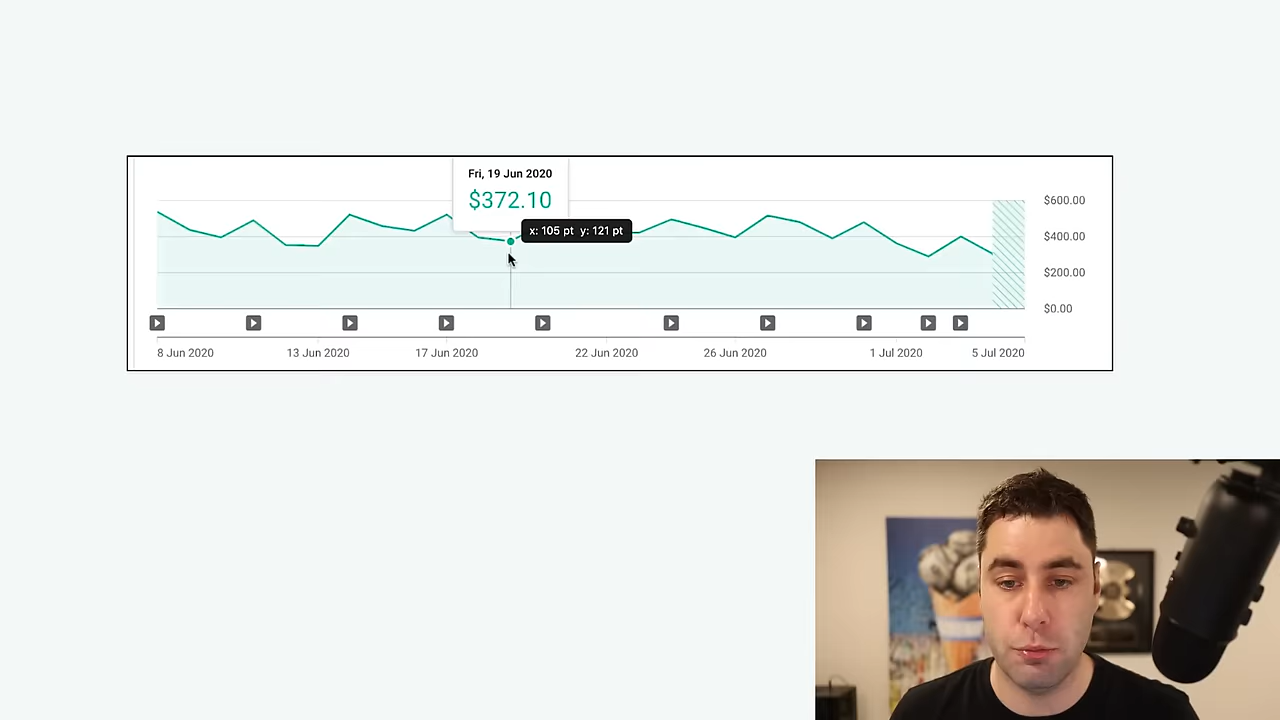 Fri, 19 Jun 2020
$372.10
x: 105 pt y: 121 pt
$600.00
$400.00
$200.00
$0.00
8 Jun 2020
13 Jun 2020
17 Jun 2020
22 Jun 2020
26 Jun 2020
1 Jul 2020
5 Jul 2020